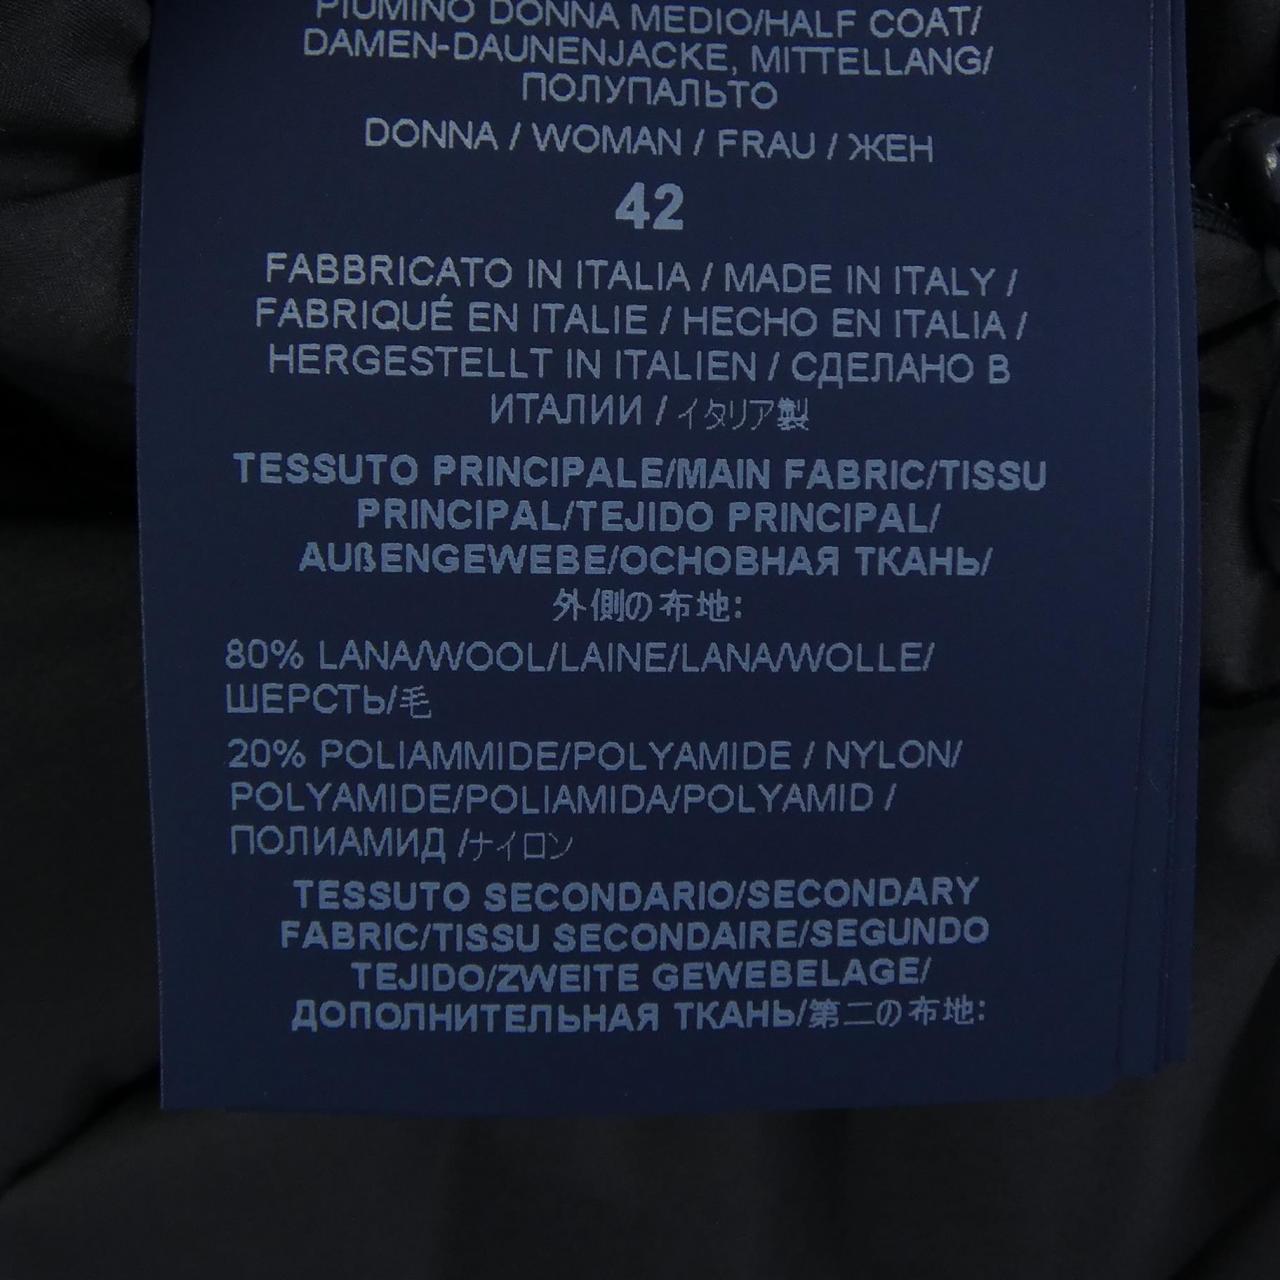 PIUMINO DONNA MEDIO/HALF COAT/
DAMEN-DAUNENJACKE, MITTELLANG/
ПОЛУПАЛЬТО
DONNA / WOMAN / FRAU / ЖЕН
42
FABBRICATO IN ITALIA / MADE IN ITALY /
FABRIQUÉ EN ITALIE / HECHO EN ITALIA /
HERGESTELLT IN ITALIEN / СДЕЛАНО В
ИТАЛИИ / イタリア製
TESSUTO PRINCIPALE/MAIN FABRIC/TISSU
PRINCIPAL/TEJIDO PRINCIPAL/
AUßENGEWEBE/ОСНОВНАЯ ТКАНЬ/
外側の布地:
80% LANA/WOOL/LAINE/LANA/WOLLE/
ШЕРСТЬ/毛
20% POLIAMMIDE/POLYAMIDE / NYLON/
POLYAMIDE/POLIAMIDA/POLYAMID /
ПОЛИАМИД /ナイロン
TESSUTO SECONDARIO/SECONDARY
FABRIC/TISSU SECONDAIRE/SEGUNDO
TEJIDO/ZWEITE GEWEBELAGE/
ДОПОЛНИТЕЛЬНАЯ ТКАНЬ/第二の布地: